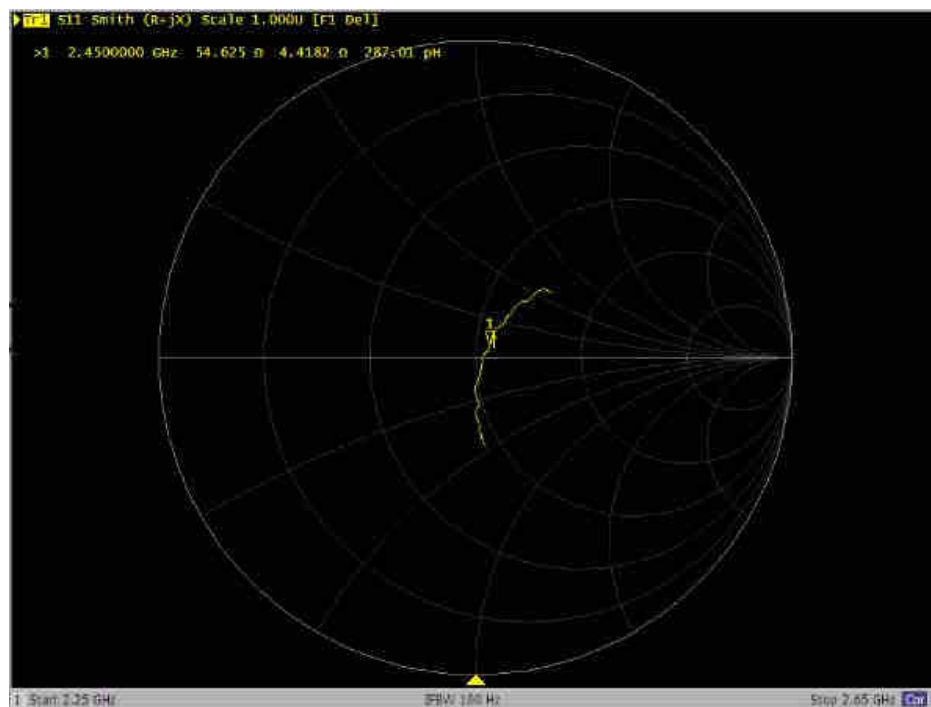 Tr1 S11 Smith (R+jX) Scale 1.000U [F1 Del]
>1 2.4500000 GHz 54.625 Ω 4.4182 Ω 287.01 pH
1
1 Start 2.25 GHz IFBW 100 Hz Stop 2.65 GHz Cor